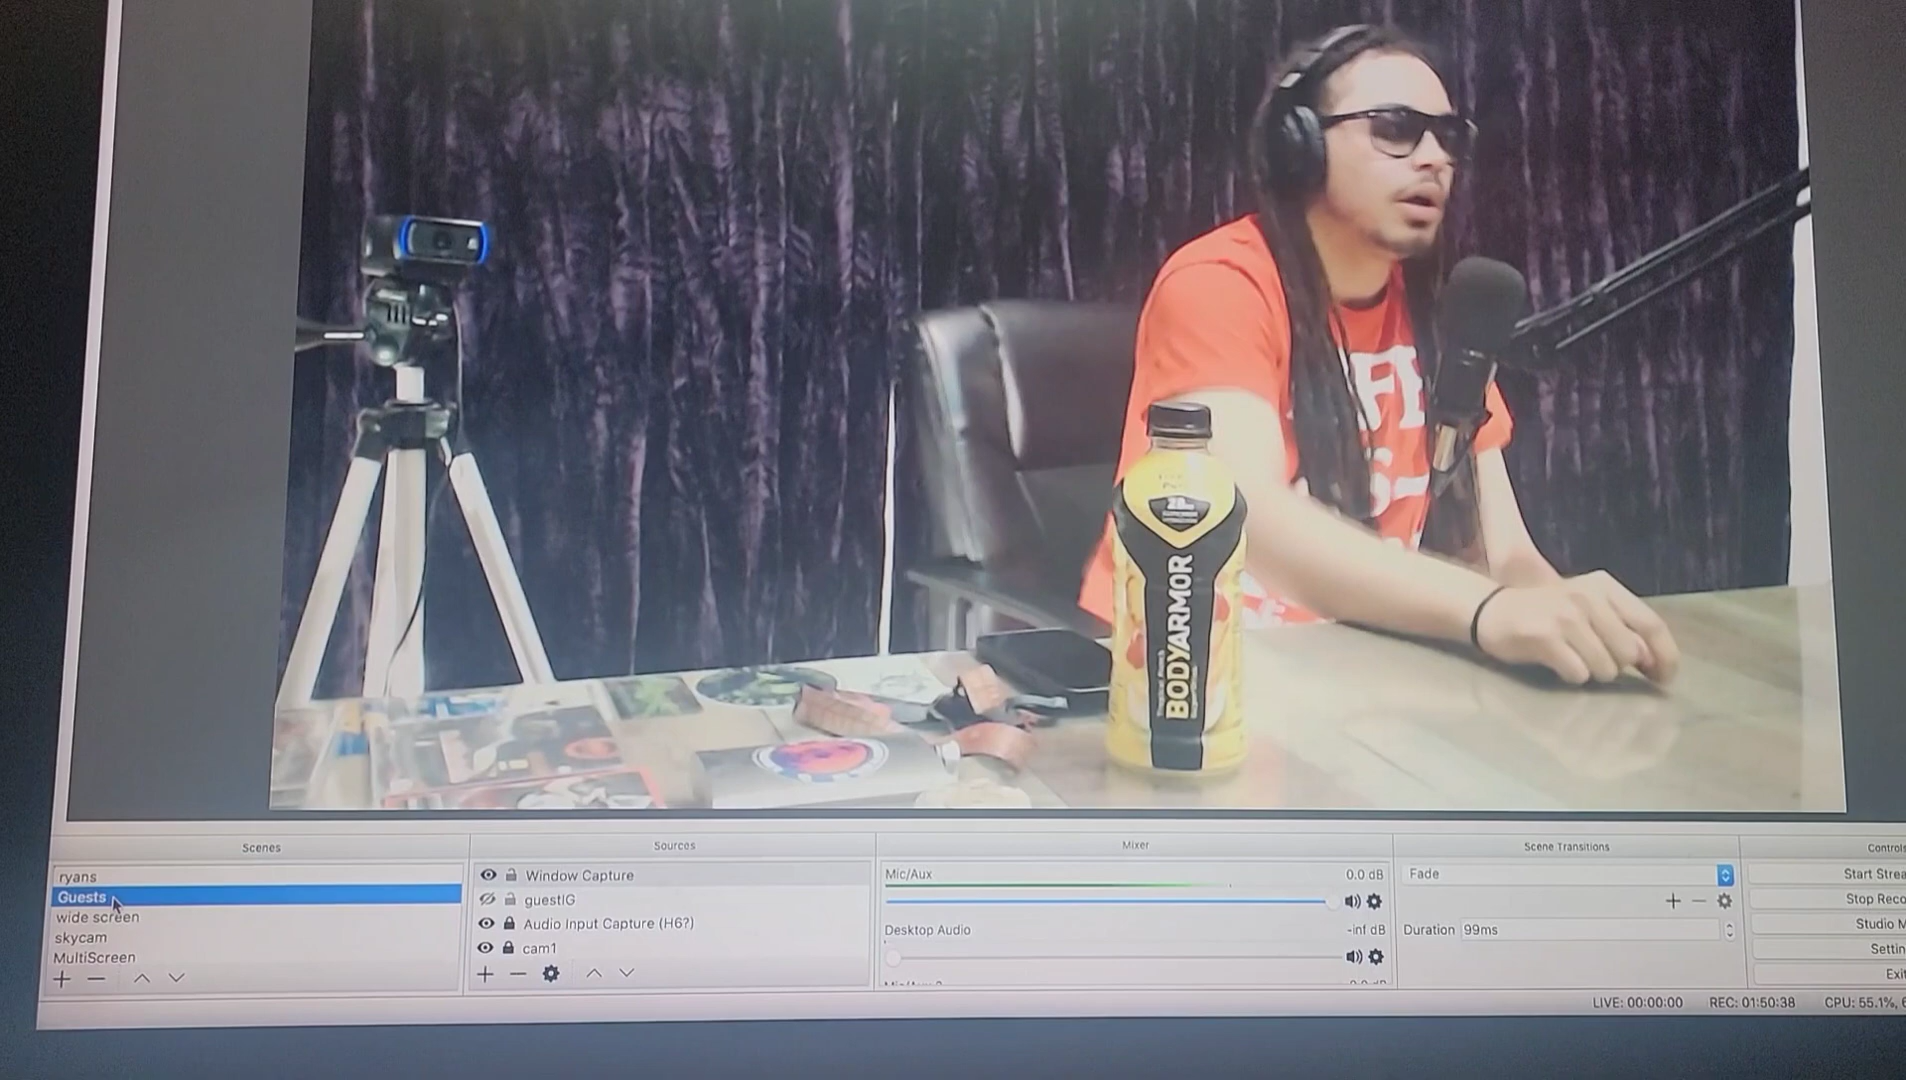 BODYARMOR
Scenes
ryans
Guests
wide screen
skycam
MultiScreen
Sources
Window Capture
guestIG
Audio Input Capture (H6?)
cam1
Mixer
Mic/Aux
0.0 dB
Desktop Audio
-inf dB
Scene Transitions
Fade
Duration
99ms
Controls
Start Strea
Stop Reco
Studio M
Settin
Exit
LIVE: 00:00:00
REC: 01:50:38
CPU: 55.1%, 6